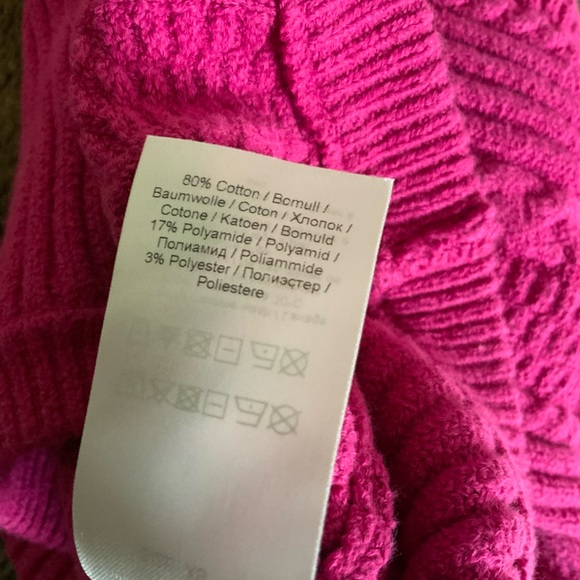 80% Cotton / Bomull /
Baumwolle / Coton / Хлопок /
Cotone / Katoen / Bomuld
17% Polyamide / Polyamid /
Полиамид / Poliammide
3% Polyester / Полиэстер /
Poliestere